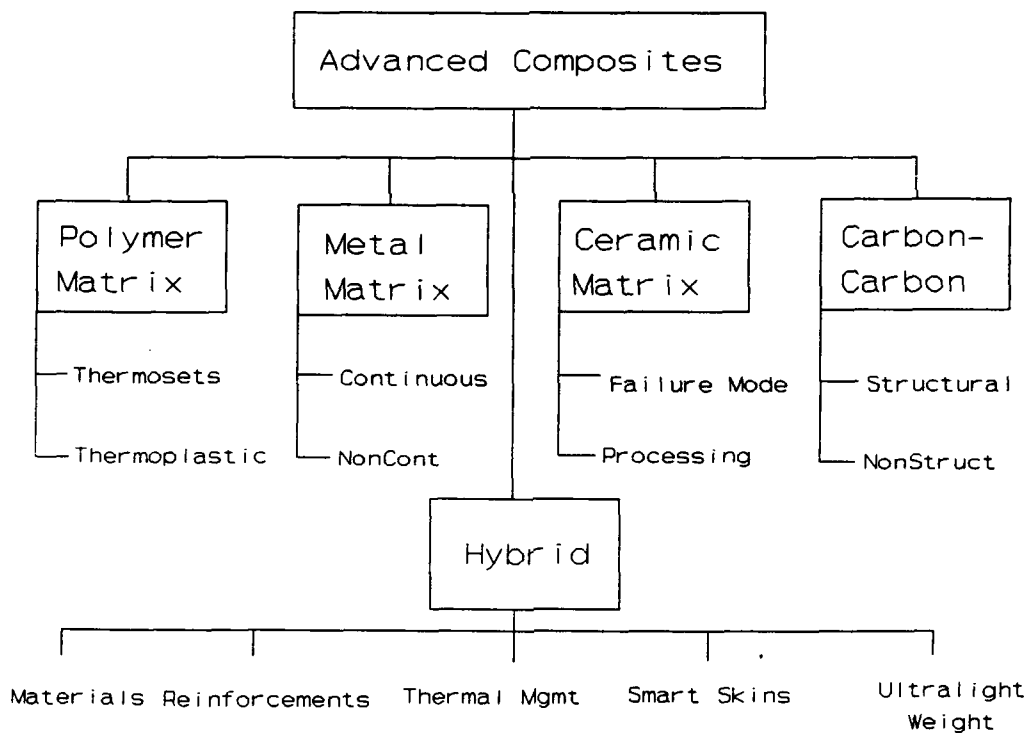 Advanced Composites
Polymer
Matrix
Metal
Matrix
Ceramic
Matrix
Carbon-
Carbon
Thermosets
Thermoplastic
Continuous
NonCont
Failure Mode
Processing
Structural
NonStruct
Hybrid
Materials
Reinforcements
Thermal Mgmt
Smart Skins
Ultralight
Weight